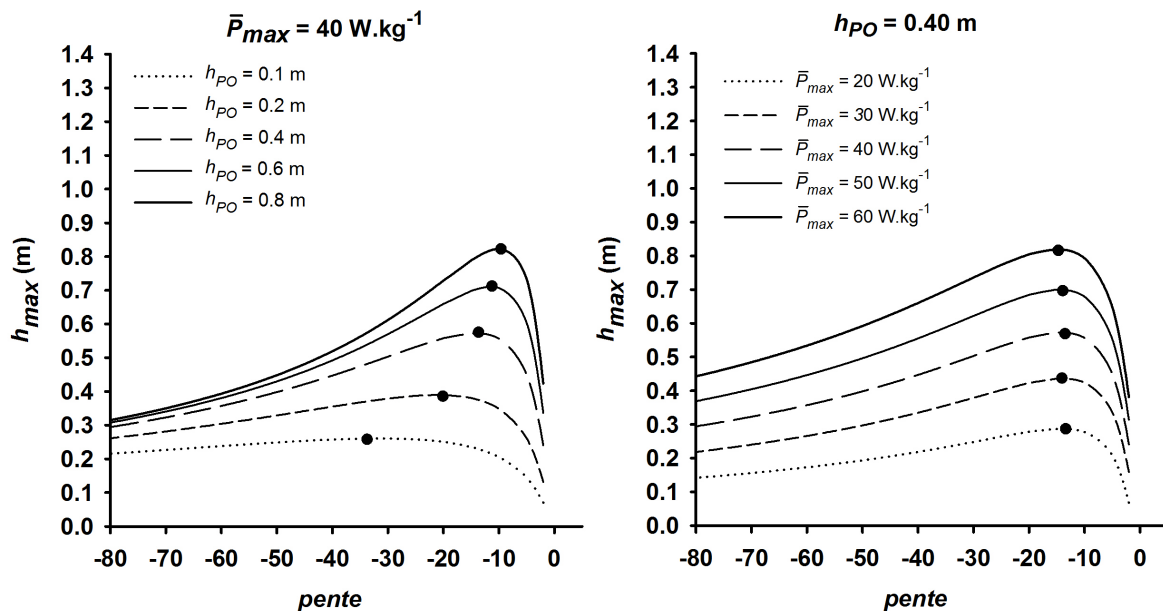 P̅max = 40 W.kg-1
hPO = 0.1 m
hPO = 0.2 m
hPO = 0.4 m
hPO = 0.6 m
hPO = 0.8 m
hmax (m)
1.4
1.3
1.2
1.1
1.0
0.9
0.8
0.7
0.6
0.5
0.4
0.3
0.2
0.1
0.0
-80 -70 -60 -50 -40 -30 -20 -10 0
pente
hPO = 0.40 m
P̅max = 20 W.kg-1
P̅max = 30 W.kg-1
P̅max = 40 W.kg-1
P̅max = 50 W.kg-1
P̅max = 60 W.kg-1
hmax (m)
1.4
1.3
1.2
1.1
1.0
0.9
0.8
0.7
0.6
0.5
0.4
0.3
0.2
0.1
0.0
-80 -70 -60 -50 -40 -30 -20 -10 0
pente